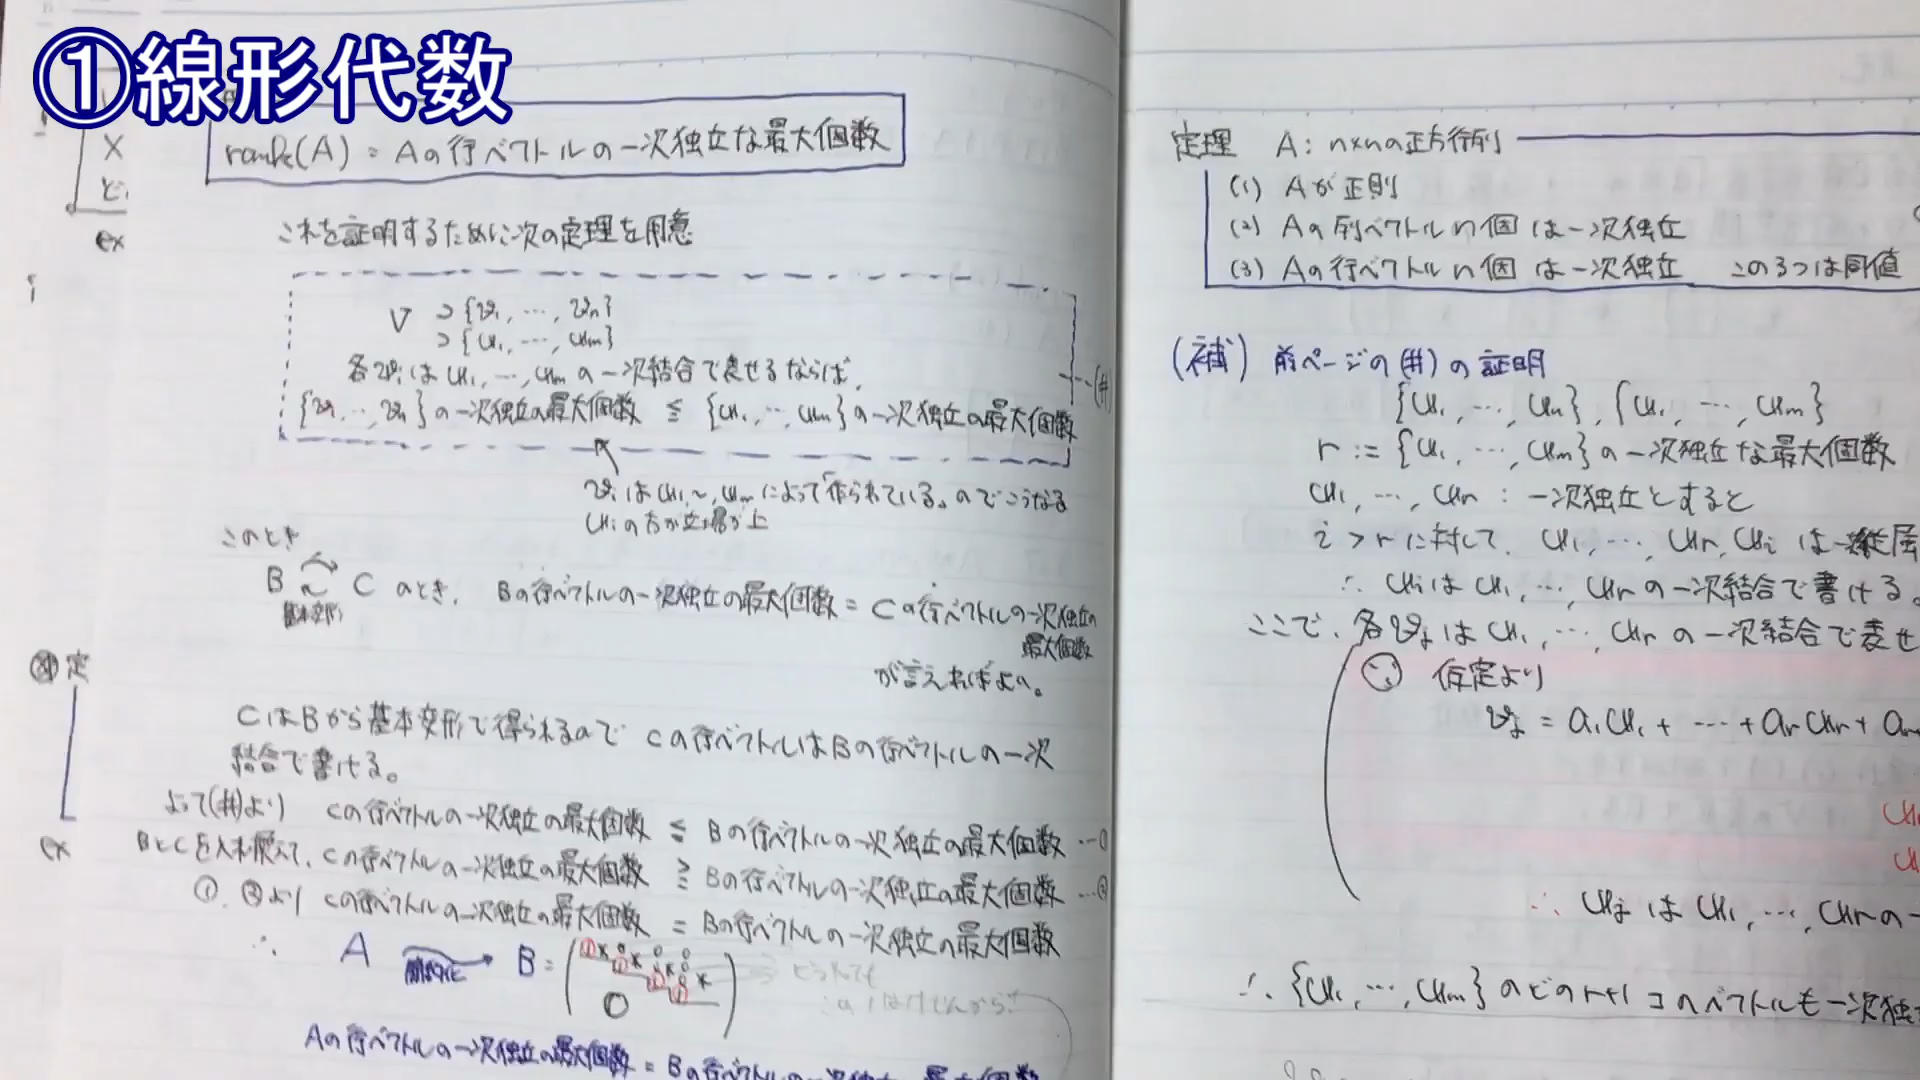 ①線形代数
rank(A) = Aの行ベクトルの一次独立な最大個数
これを証明するために次の定理を用意
V ⊃ {v₁, …, vₙ}
⊃ {u₁, …, uₘ}
各vᵢはu₁, …, uₘの一次結合で表せるならば、
{v₁, …, vₙ}の一次独立の最大個数 ≦ {u₁, …, uₘ}の一次独立の最大個数
(#)
vᵢはu₁〜, uₘによって「作られている」のでこうなる
uᵢの方が立場が上
このとき
B C のとき、Bの行ベクトルの一次独立の最大個数 = Cの行ベクトルの一次独立の
基本変形
最大個数
が言えればよい。
CはBから基本変形で得られるので Cの行ベクトルはBの行ベクトルの一次
結合で書ける。
よって(#)より Cの行ベクトルの一次独立の最大個数 ≦ Bの行ベクトルの一次独立の最大個数 …①
BとCを入れ換えて、Cの行ベクトルの一次独立の最大個数 ≧ Bの行ベクトルの一次独立の最大個数 …②
①、②より Cの行ベクトルの一次独立の最大個数 = Bの行ベクトルの一次独立の最大個数
∴ A 簡約化 B =
Aの行ベクトルの一次独立の最大個数 = Bの行ベクトルの一次独立の最大個数
X
ど
ex
定
ex
定理 A: n×nの正方行列
(1) Aが正則
(2) Aの列ベクトルn個は一次独立
(3) Aの行ベクトルn個は一次独立 この3つは同値
(補) 前ページの(#)の証明
{u₁, …, uₙ}, {u₁, …, uₘ}
r := {u₁, …, uₘ}の一次独立な最大個数
u₁, …, uᵣ : 一次独立とすると
i > r に対して、u₁, …, uᵣ, uᵢ は一次従属
∴ uᵢはu₁, …, uᵣの一次結合で書ける。
ここで、各vⱼはu₁, …, uᵣの一次結合で表せ
∵ 仮定より
vⱼ = a₁u₁ + … + aᵣuᵣ + a
∴ uⱼはu₁, …, uᵣの一
∴ {u₁, …, uₘ}のどのr+1コのベクトルも一次独